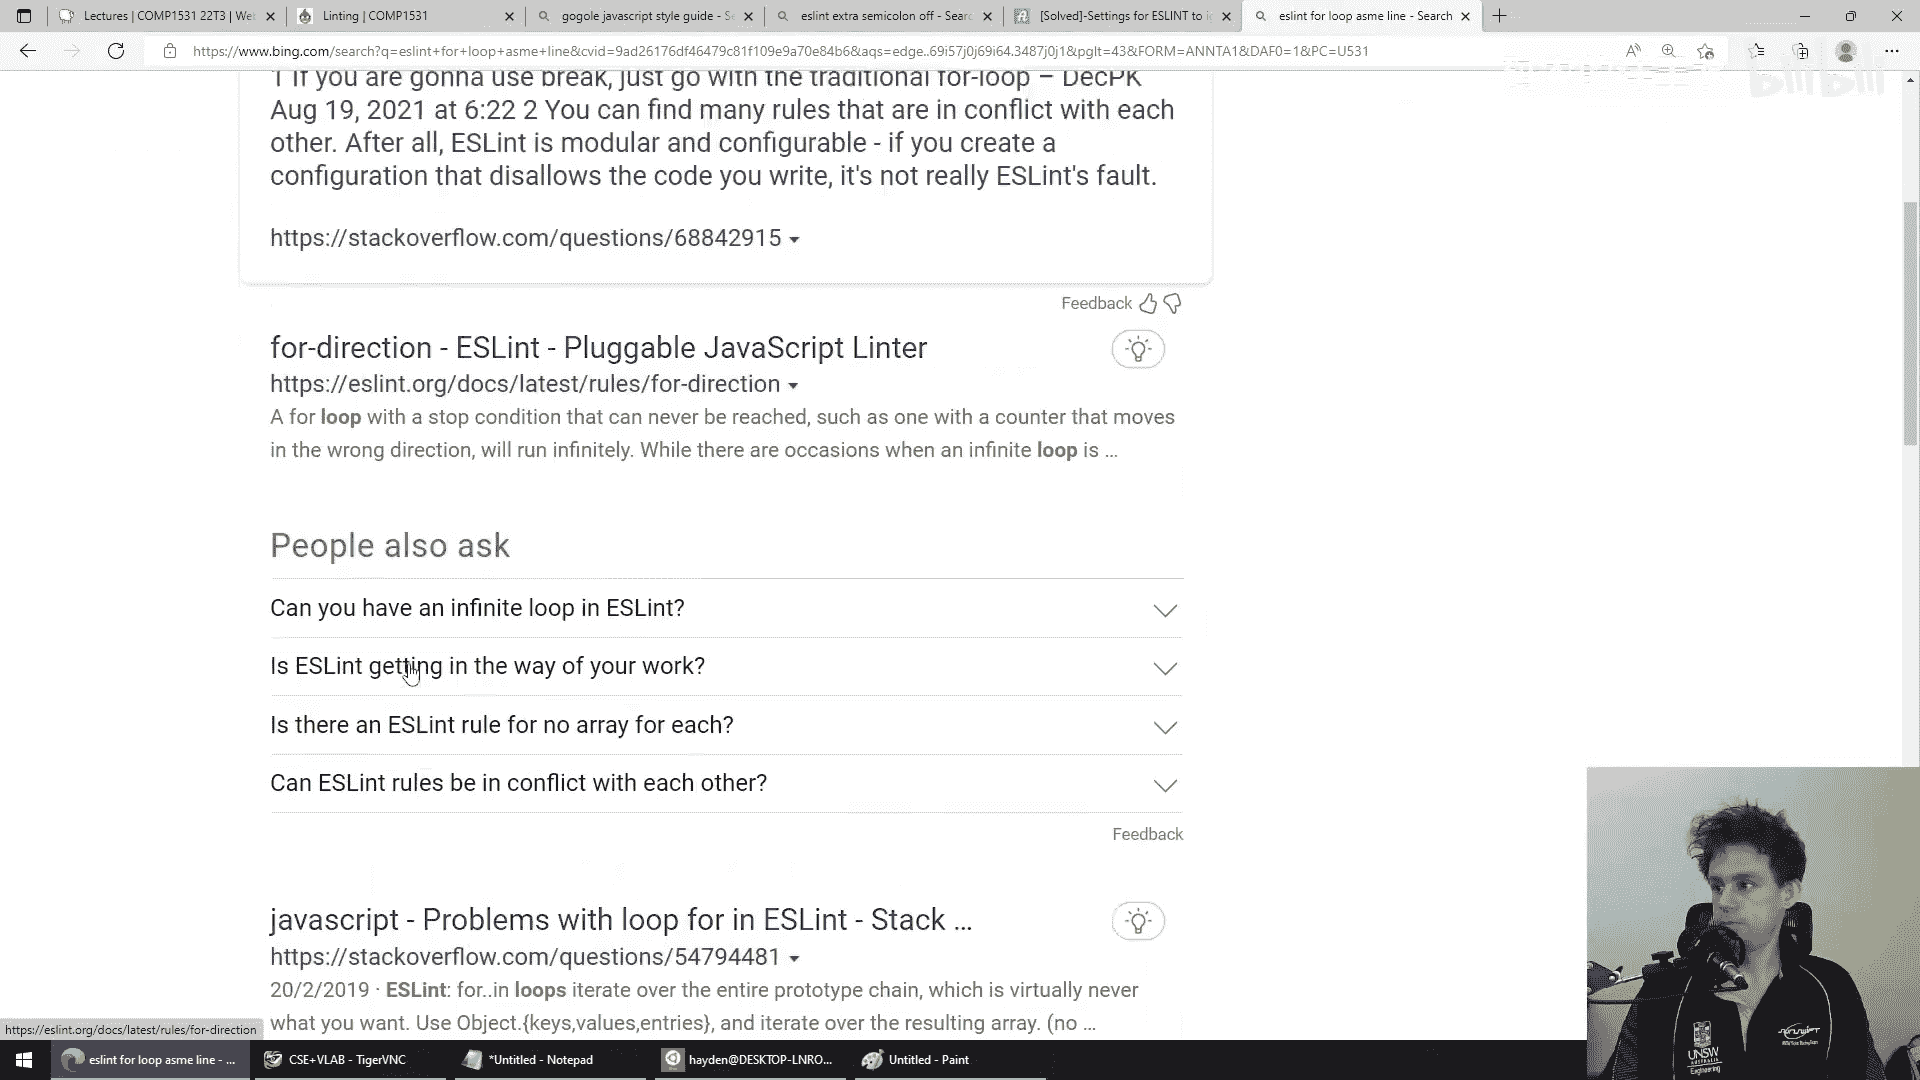 Lectures | COMP1531 22T3 | Wel
Linting | COMP1531
gogole javascript style guide - Se
eslint extra semicolon off - Searc
[Solved]-Settings for ESLINT to ig
eslint for loop asme line - Search
https://www.bing.com/search?q=eslint+for+loop+asme+line&cvid=9ad26176df46479c81f109e9a70e84b6&aqs=edge..69i57j0j69i64.3487j0j1&pglt=43&FORM=ANNTA1&DAF0=1&PC=U531
1 If you are gonna use break, just go with the traditional for-loop – DecPK
Aug 19, 2021 at 6:22 2 You can find many rules that are in conflict with each
other. After all, ESLint is modular and configurable - if you create a
configuration that disallows the code you write, it's not really ESLint's fault.
https://stackoverflow.com/questions/68842915
Feedback
for-direction - ESLint - Pluggable JavaScript Linter
https://eslint.org/docs/latest/rules/for-direction
A for loop with a stop condition that can never be reached, such as one with a counter that moves
in the wrong direction, will run infinitely. While there are occasions when an infinite loop is ...
People also ask
Can you have an infinite loop in ESLint?
Is ESLint getting in the way of your work?
Is there an ESLint rule for no array for each?
Can ESLint rules be in conflict with each other?
Feedback
javascript - Problems with loop for in ESLint - Stack ...
https://stackoverflow.com/questions/54794481
20/2/2019 · ESLint: for..in loops iterate over the entire prototype chain, which is virtually never
what you want. Use Object.{keys,values,entries}, and iterate over the resulting array. (no ...
https://eslint.org/docs/latest/rules/for-direction
UNSW
AUSTRALIA
Engineering
eslint for loop asme line - ...
CSE+VLAB - TigerVNC
*Untitled - Notepad
hayden@DESKTOP-LNRO...
Untitled - Paint